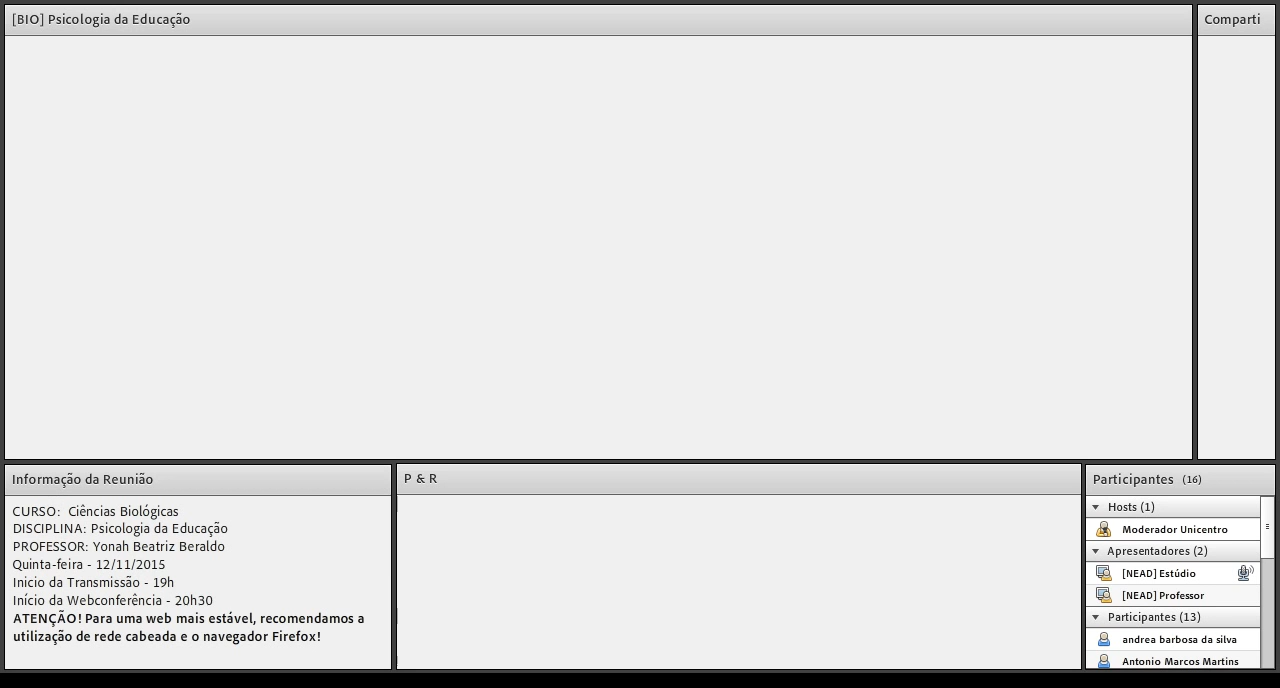 [BIO] Psicologia da Educação
Comparti
Informação da Reunião
CURSO:  Ciências Biológicas
DISCIPLINA: Psicologia da Educação
PROFESSOR: Yonah Beatriz Beraldo
Quinta-feira - 12/11/2015
Inicio da Transmissão - 19h
Início da Webconferência - 20h30
ATENÇÃO! Para uma web mais estável, recomendamos a
utilização de rede cabeada e o navegador Firefox!
P & R
Participantes (16)
Hosts (1)
Moderador Unicentro
Apresentadores (2)
[NEAD] Estúdio
[NEAD] Professor
Participantes (13)
andrea barbosa da silva
Antonio Marcos Martins